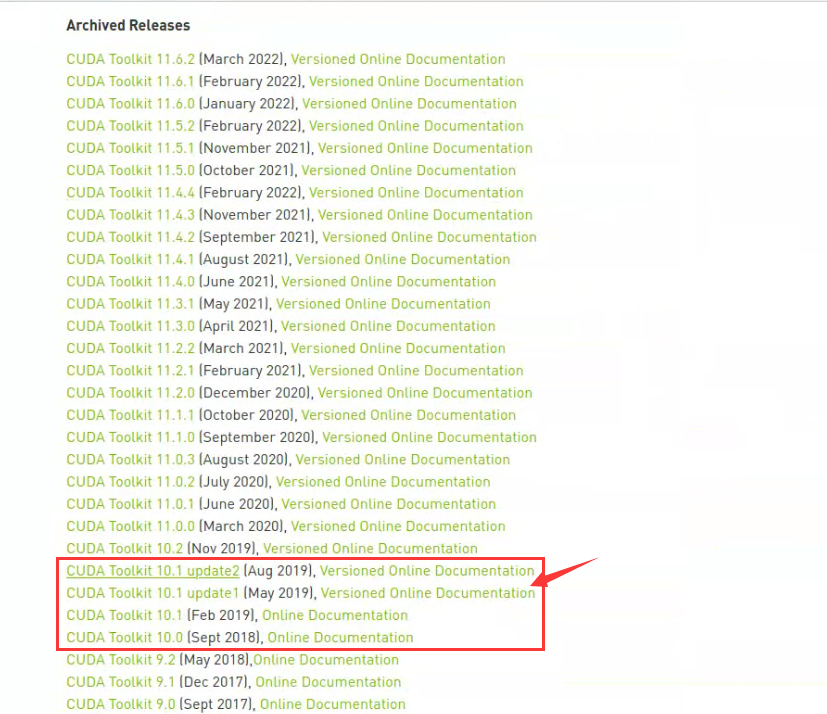 Archived Releases
CUDA Toolkit 11.6.2 (March 2022), Versioned Online Documentation
CUDA Toolkit 11.6.1 (February 2022), Versioned Online Documentation
CUDA Toolkit 11.6.0 (January 2022), Versioned Online Documentation
CUDA Toolkit 11.5.2 (February 2022), Versioned Online Documentation
CUDA Toolkit 11.5.1 (November 2021), Versioned Online Documentation
CUDA Toolkit 11.5.0 (October 2021), Versioned Online Documentation
CUDA Toolkit 11.4.4 (February 2022), Versioned Online Documentation
CUDA Toolkit 11.4.3 (November 2021), Versioned Online Documentation
CUDA Toolkit 11.4.2 (September 2021), Versioned Online Documentation
CUDA Toolkit 11.4.1 (August 2021), Versioned Online Documentation
CUDA Toolkit 11.4.0 (June 2021), Versioned Online Documentation
CUDA Toolkit 11.3.1 (May 2021), Versioned Online Documentation
CUDA Toolkit 11.3.0 (April 2021), Versioned Online Documentation
CUDA Toolkit 11.2.2 (March 2021), Versioned Online Documentation
CUDA Toolkit 11.2.1 (February 2021), Versioned Online Documentation
CUDA Toolkit 11.2.0 (December 2020), Versioned Online Documentation
CUDA Toolkit 11.1.1 (October 2020), Versioned Online Documentation
CUDA Toolkit 11.1.0 (September 2020), Versioned Online Documentation
CUDA Toolkit 11.0.3 (August 2020), Versioned Online Documentation
CUDA Toolkit 11.0.2 (July 2020), Versioned Online Documentation
CUDA Toolkit 11.0.1 (June 2020), Versioned Online Documentation
CUDA Toolkit 11.0.0 (March 2020), Versioned Online Documentation
CUDA Toolkit 10.2 (Nov 2019), Versioned Online Documentation
CUDA Toolkit 10.1 update2 (Aug 2019), Versioned Online Documentation
CUDA Toolkit 10.1 update1 (May 2019), Versioned Online Documentation
CUDA Toolkit 10.1 (Feb 2019), Online Documentation
CUDA Toolkit 10.0 (Sept 2018), Online Documentation
CUDA Toolkit 9.2 (May 2018),Online Documentation
CUDA Toolkit 9.1 (Dec 2017), Online Documentation
CUDA Toolkit 9.0 (Sept 2017), Online Documentation